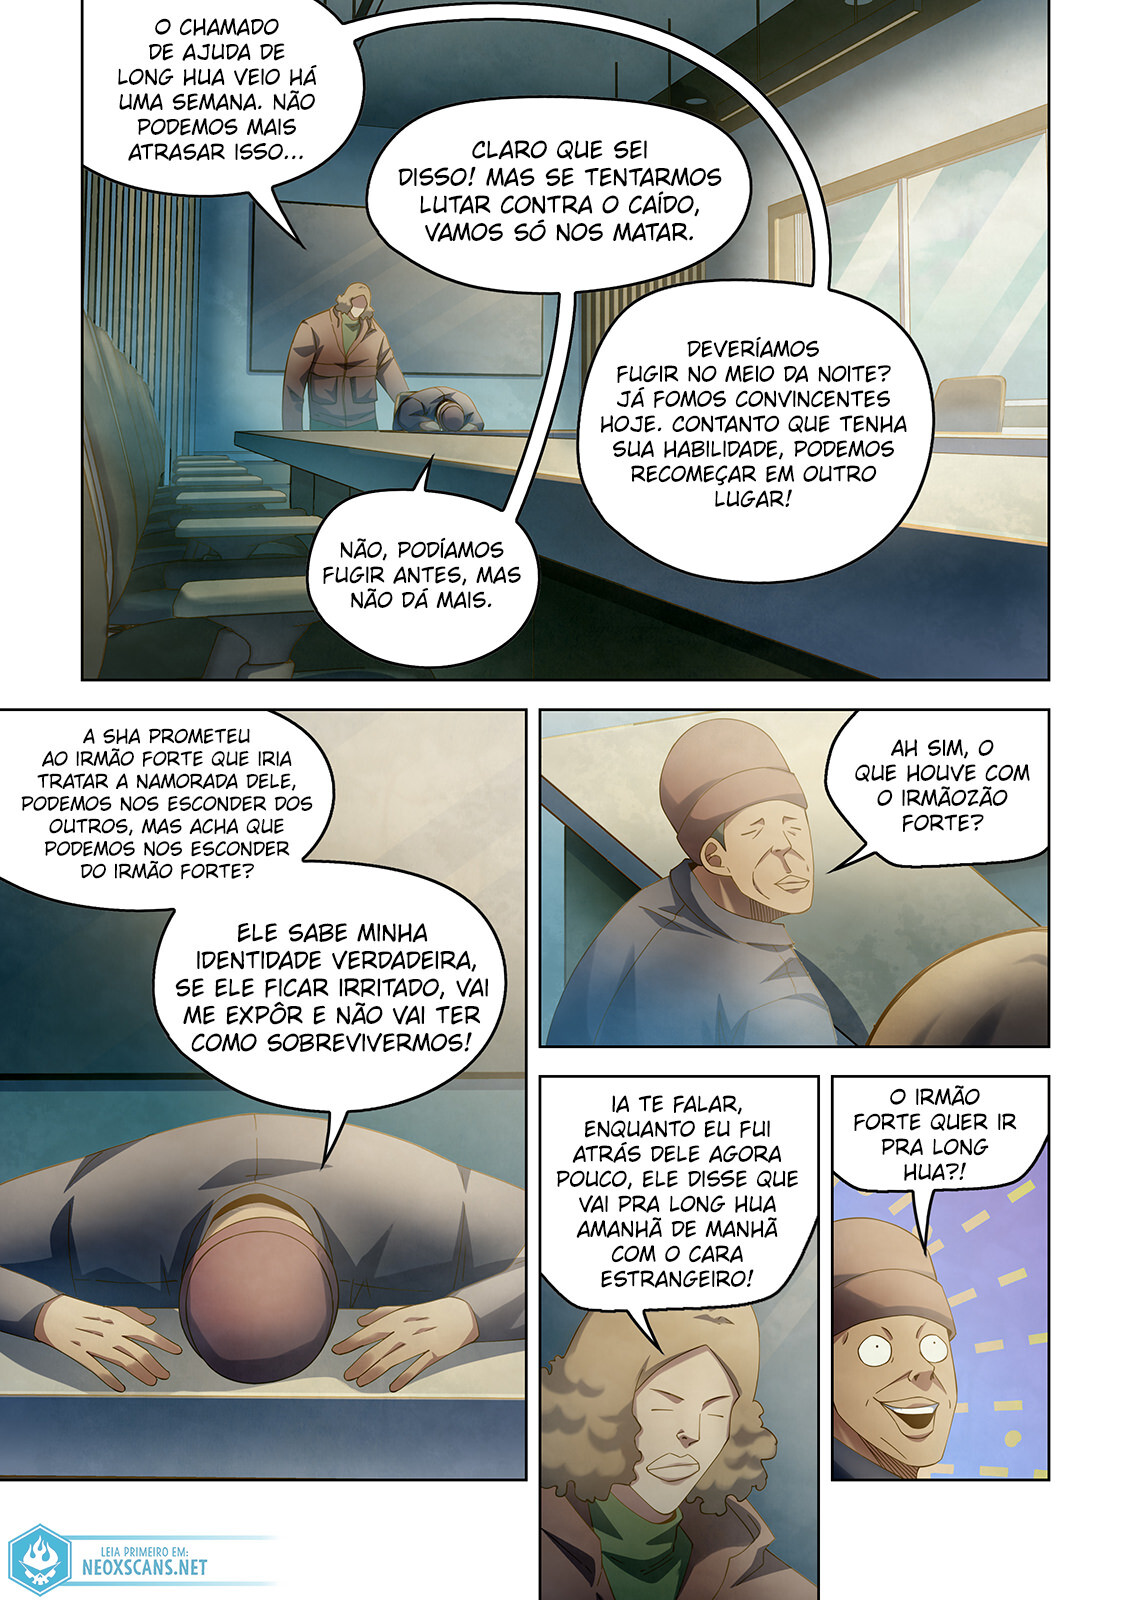 O CHAMADO
DE AJUDA DE
LONG HUA VEIO HÁ
UMA SEMANA. NÃO
PODEMOS MAIS
ATRASAR ISSO...
CLARO QUE SEI
DISSO! MAS SE TENTARMOS
LUTAR CONTRA O CAÍDO,
VAMOS SÓ NOS MATAR.
DEVERÍAMOS
FUGIR NO MEIO DA NOITE?
JÁ FOMOS CONVINCENTES
HOJE. CONTANTO QUE TENHA
SUA HABILIDADE, PODEMOS
RECOMEÇAR EM OUTRO
LUGAR!
NÃO, PODÍAMOS
FUGIR ANTES, MAS
NÃO DÁ MAIS.
A SHA PROMETEU
AO IRMÃO FORTE QUE IRIA
TRATAR A NAMORADA DELE,
PODEMOS NOS ESCONDER DOS
OUTROS, MAS ACHA QUE
PODEMOS NOS ESCONDER
DO IRMÃO FORTE?
ELE SABE MINHA
IDENTIDADE VERDADEIRA,
SE ELE FICAR IRRITADO, VAI
ME EXPÔR E NÃO VAI TER
COMO SOBREVIVERMOS!
AH SIM, O
QUE HOUVE COM
O IRMÃOZÃO
FORTE?
IA TE FALAR,
ENQUANTO EU FUI
ATRÁS DELE AGORA
POUCO, ELE DISSE QUE
VAI PRA LONG HUA
AMANHÃ DE MANHÃ
COM O CARA
ESTRANGEIRO!
O IRMÃO
FORTE QUER IR
PRA LONG
HUA?!
LEIA PRIMEIRO EM:
NEOXSCANS.NET